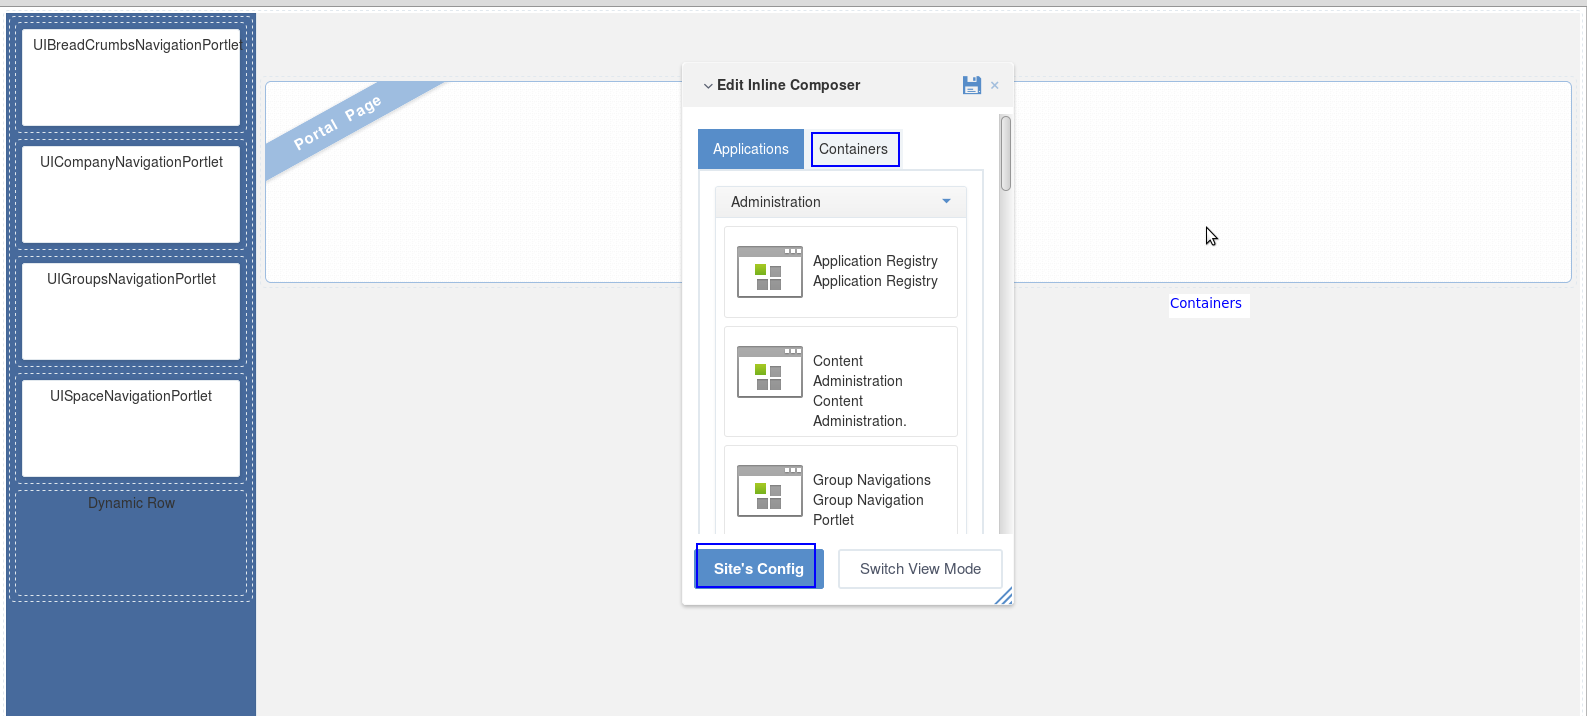 UIBreadCrumbsNavigationPortlet
UICompanyNavigationPortlet
UIGroupsNavigationPortlet
UISpaceNavigationPortlet
Dynamic Row
Portal Page
Edit Inline Composer
×
Applications
Containers
Administration
Application Registry
Application Registry
Content
Administration
Content
Administration.
Group Navigations
Group Navigation
Portlet
Site's Config
Switch View Mode
Containers